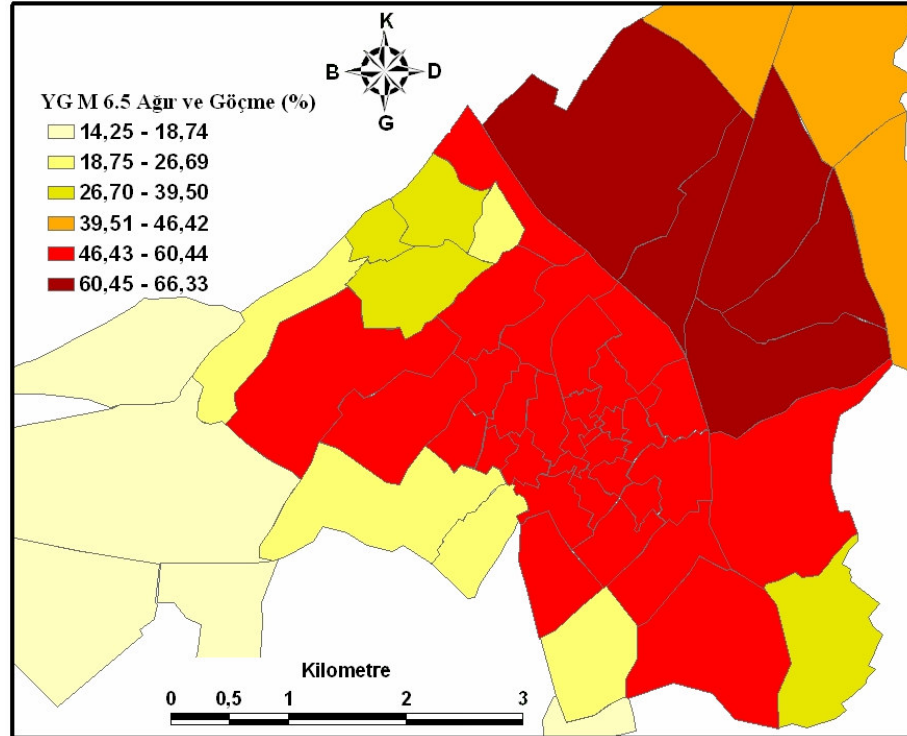 K
B D
G
YG M 6.5 Ağır ve Göçme (%)
14,25 - 18,74
18,75 - 26,69
26,70 - 39,50
39,51 - 46,42
46,43 - 60,44
60,45 - 66,33
Kilometre
0 0,5 1 2 3